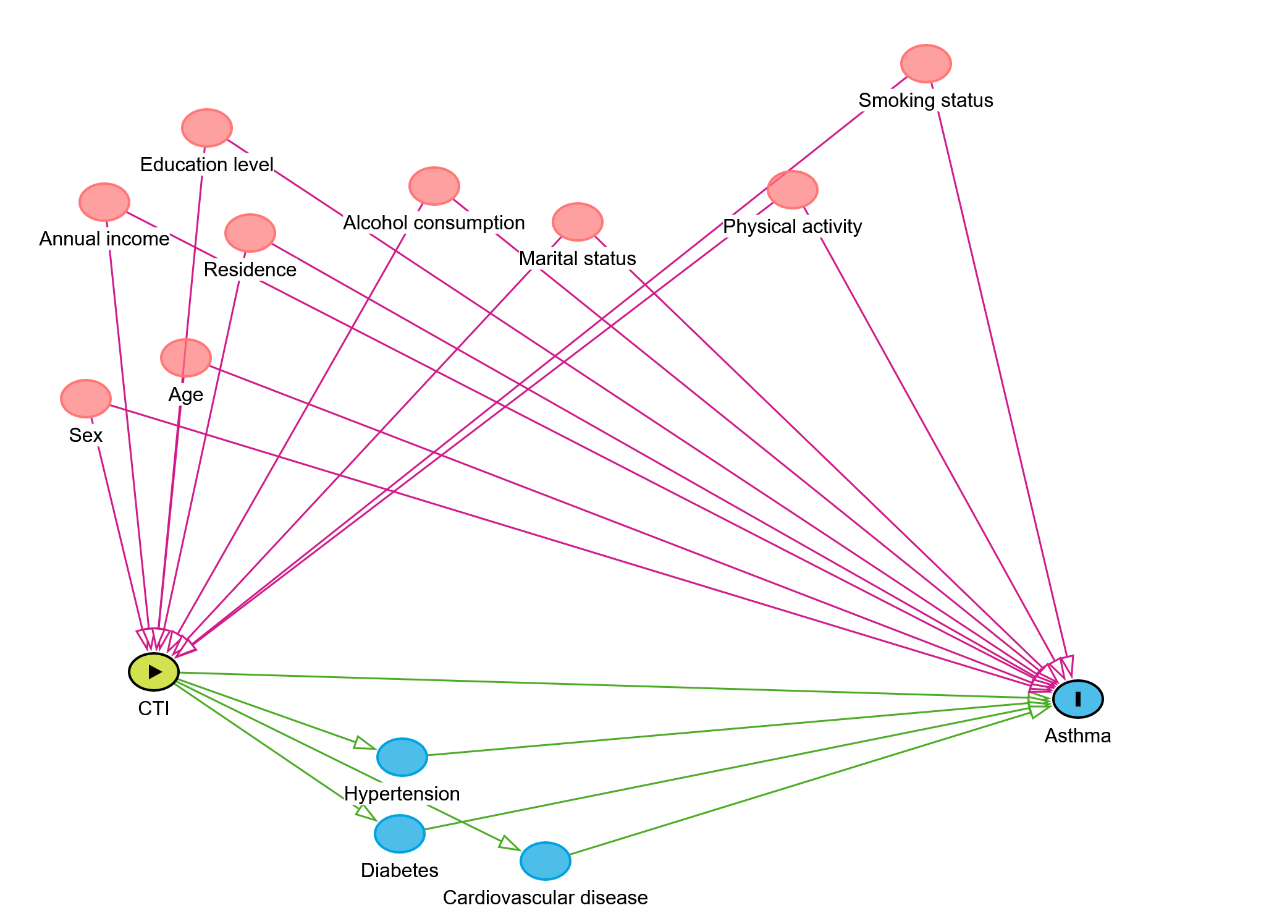 Smoking status
Education level
Alcohol consumption
Physical activity
Annual income
Marital status
Residence
Age
Sex
CTI
Asthma
Hypertension
Diabetes
Cardiovascular disease